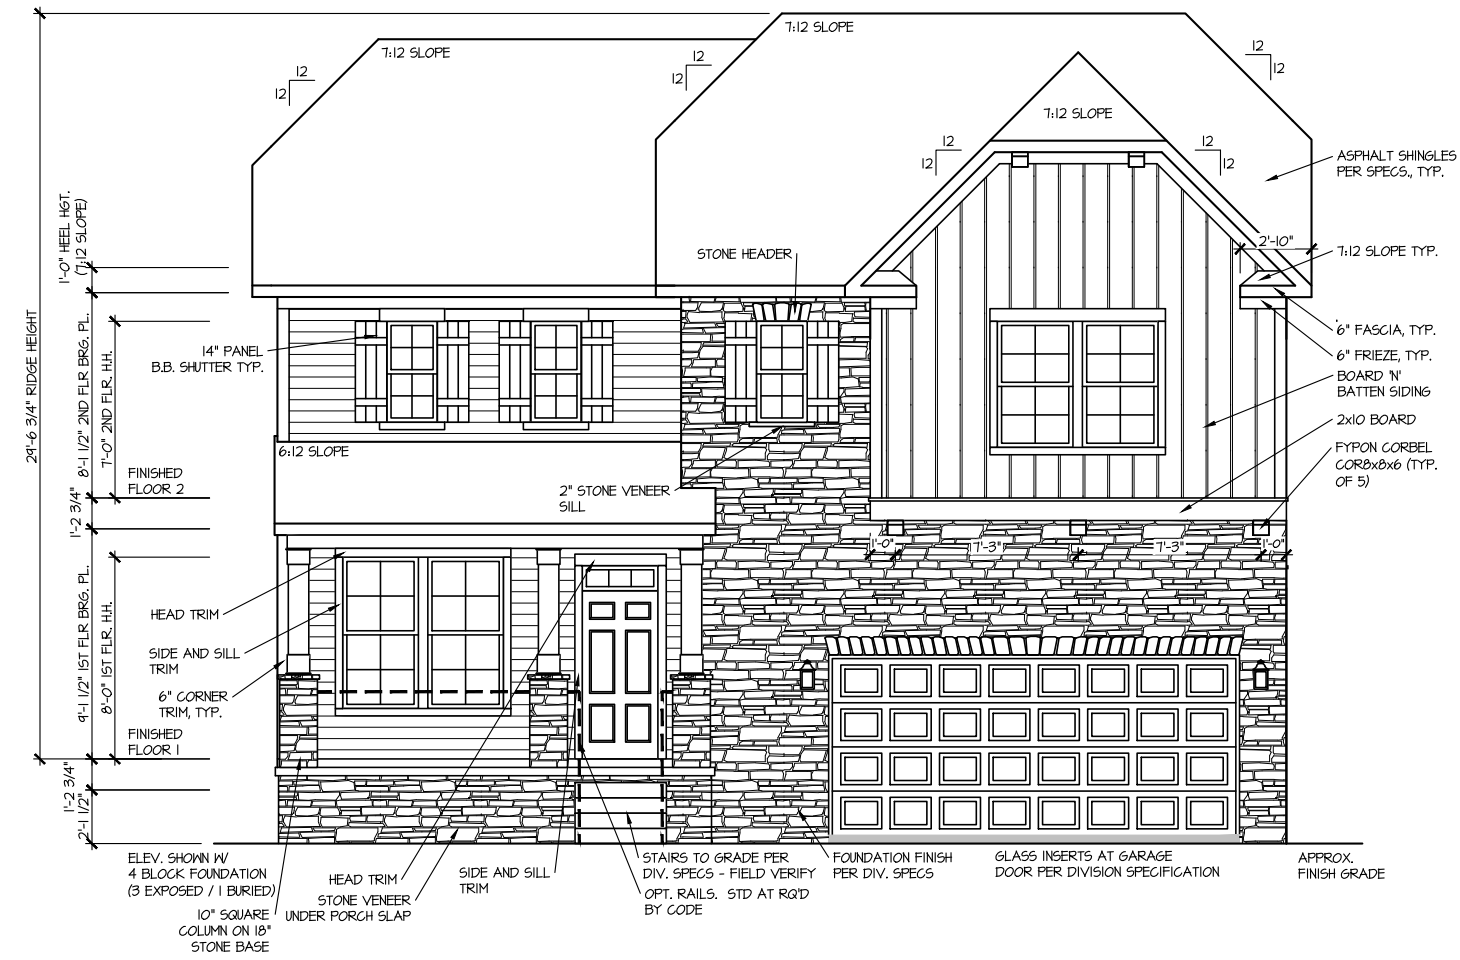 7:12 SLOPE
7:12 SLOPE
12
12
12
12
12
12
7:12 SLOPE
12
12
12
12
ASPHALT SHINGLES
PER SPECS., TYP.
1'-0" HEEL HGT.
(7:12 SLOPE)
2'-10"
7:12 SLOPE TYP.
STONE HEADER
29'-6 3/4" RIDGE HEIGHT
8'-1 1/2" 2ND FLR BRG. PL.
7'-0" 2ND FLR. H.H.
14" PANEL
B.B. SHUTTER TYP.
6" FASCIA, TYP.
6" FRIEZE, TYP.
BOARD 'N'
BATTEN SIDING
2x10 BOARD
6:12 SLOPE
FYPON CORBEL
COR8x8x6 (TYP.
OF 5)
FINISHED
FLOOR 2
2" STONE VENEER
SILL
1'-2 3/4"
1'-0"
7'-3"
7'-3"
1'-0"
9'-1 1/2" 1ST FLR BRG. PL.
8'-0" 1ST FLR. H.H.
HEAD TRIM
SIDE AND SILL
TRIM
6" CORNER
TRIM, TYP.
FINISHED
FLOOR 1
1'-2 3/4"
2'-1 1/2"
ELEV. SHOWN W/
4 BLOCK FOUNDATION
(3 EXPOSED / 1 BURIED)
10" SQUARE
COLUMN ON 18"
STONE BASE
HEAD TRIM
STONE VENEER
UNDER PORCH SLAP
SIDE AND SILL
TRIM
STAIRS TO GRADE PER
DIV. SPECS - FIELD VERIFY
OPT. RAILS. STD AT RQ'D
BY CODE
FOUNDATION FINISH
PER DIV. SPECS
GLASS INSERTS AT GARAGE
DOOR PER DIVISION SPECIFICATION
APPROX.
FINISH GRADE